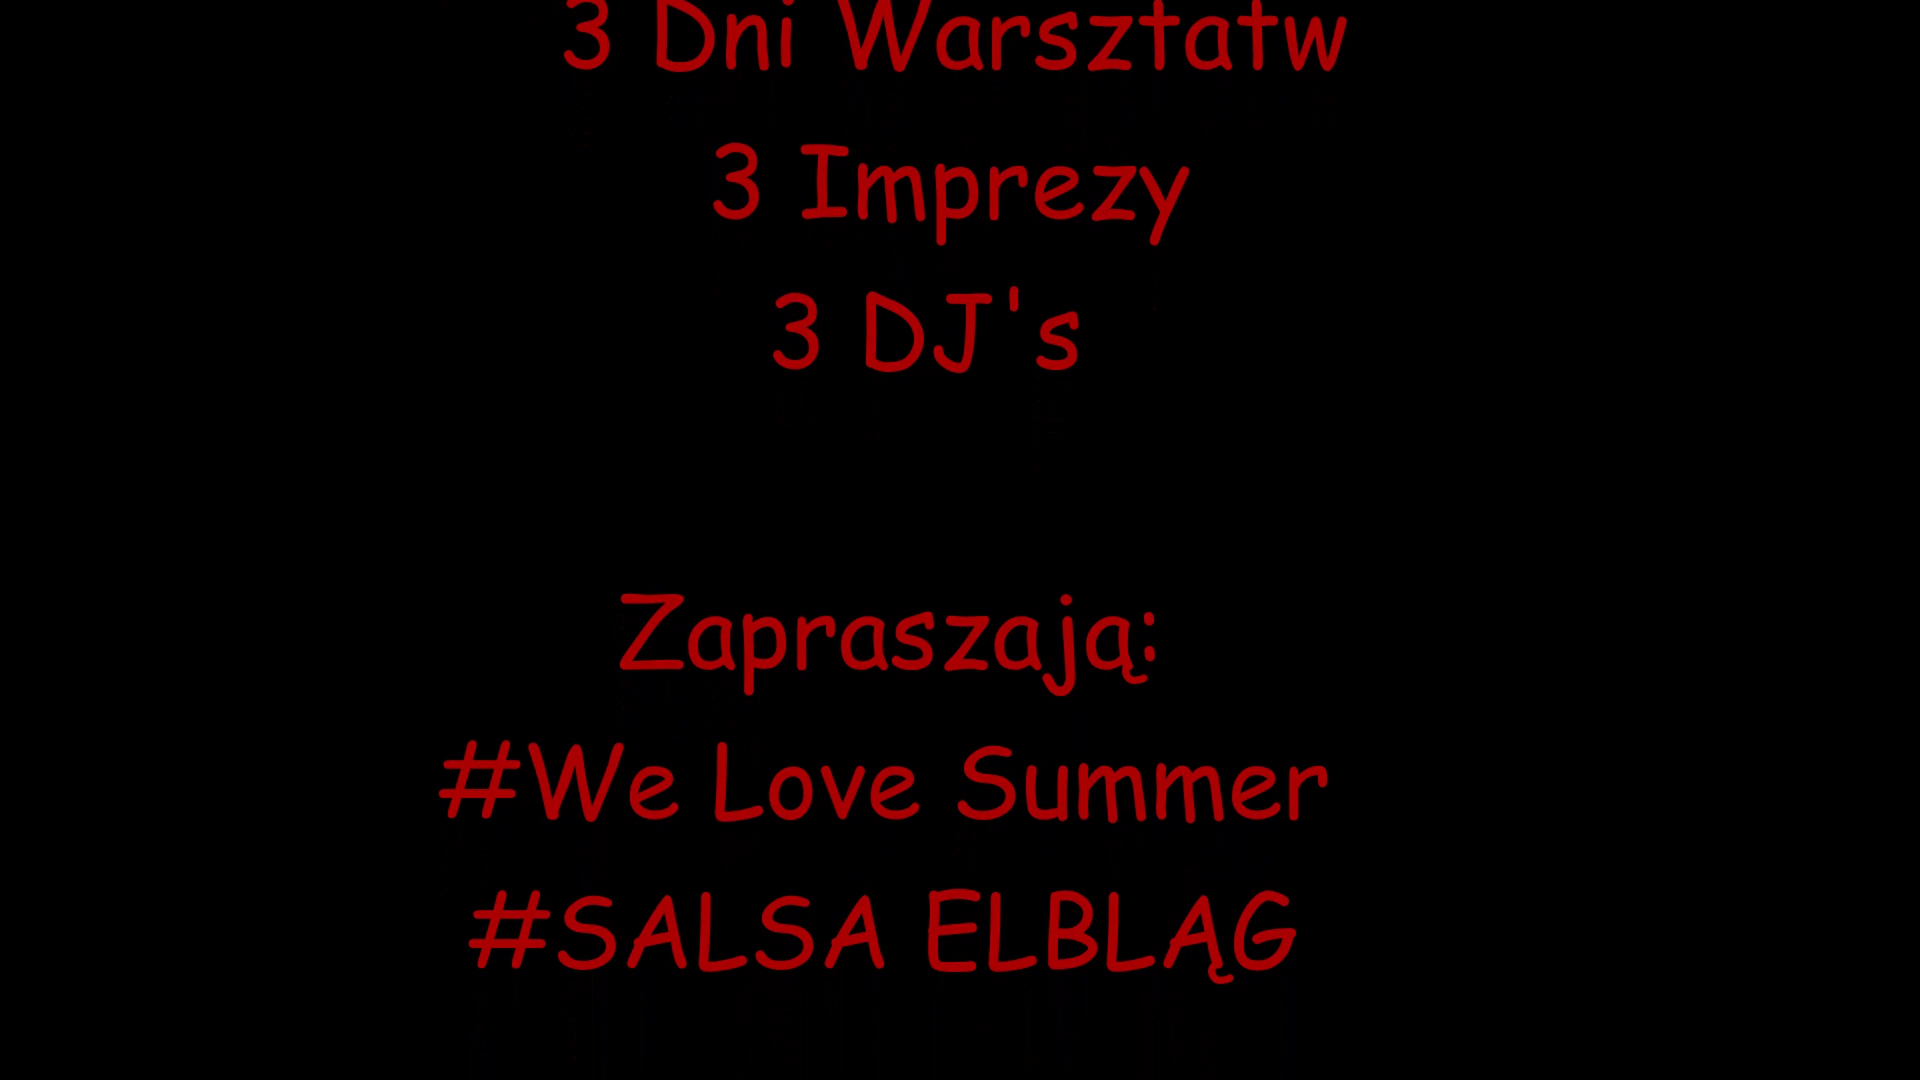 3 Dni Warsztatw
3 Imprezy
3 DJ's
Zapraszają:
#We Love Summer
#SALSA ELBLĄG